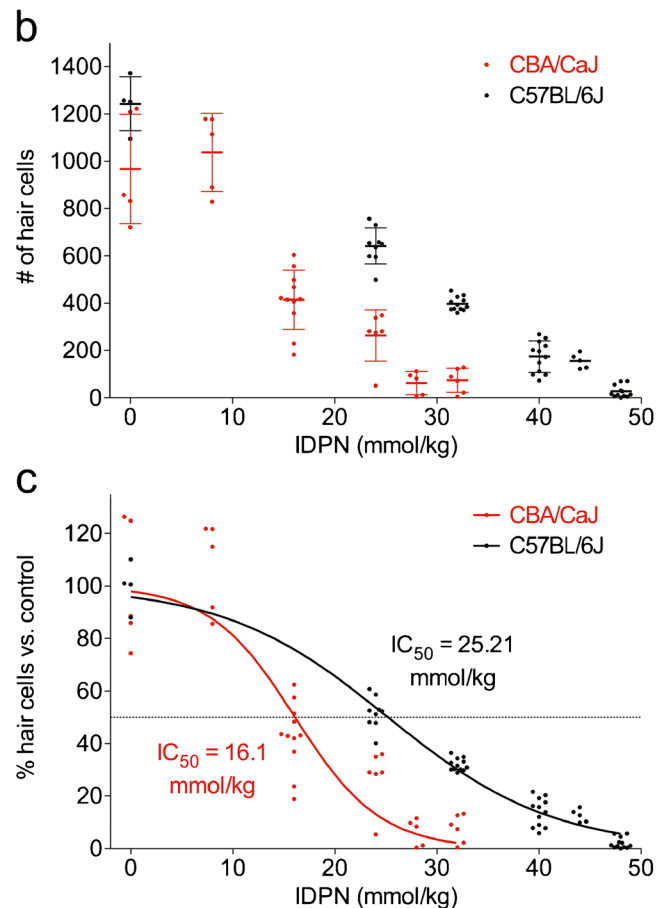 b
CBA/CaJ
C57BL/6J
1400
1200
1000
800
600
400
200
0
# of hair cells
0 10 20 30 40 50
IDPN (mmol/kg)
c
CBA/CaJ
C57BL/6J
120
100
80
60
40
20
0
% hair cells vs. control
IC50 = 25.21
mmol/kg
IC50 = 16.1
mmol/kg
0 10 20 30 40 50
IDPN (mmol/kg)